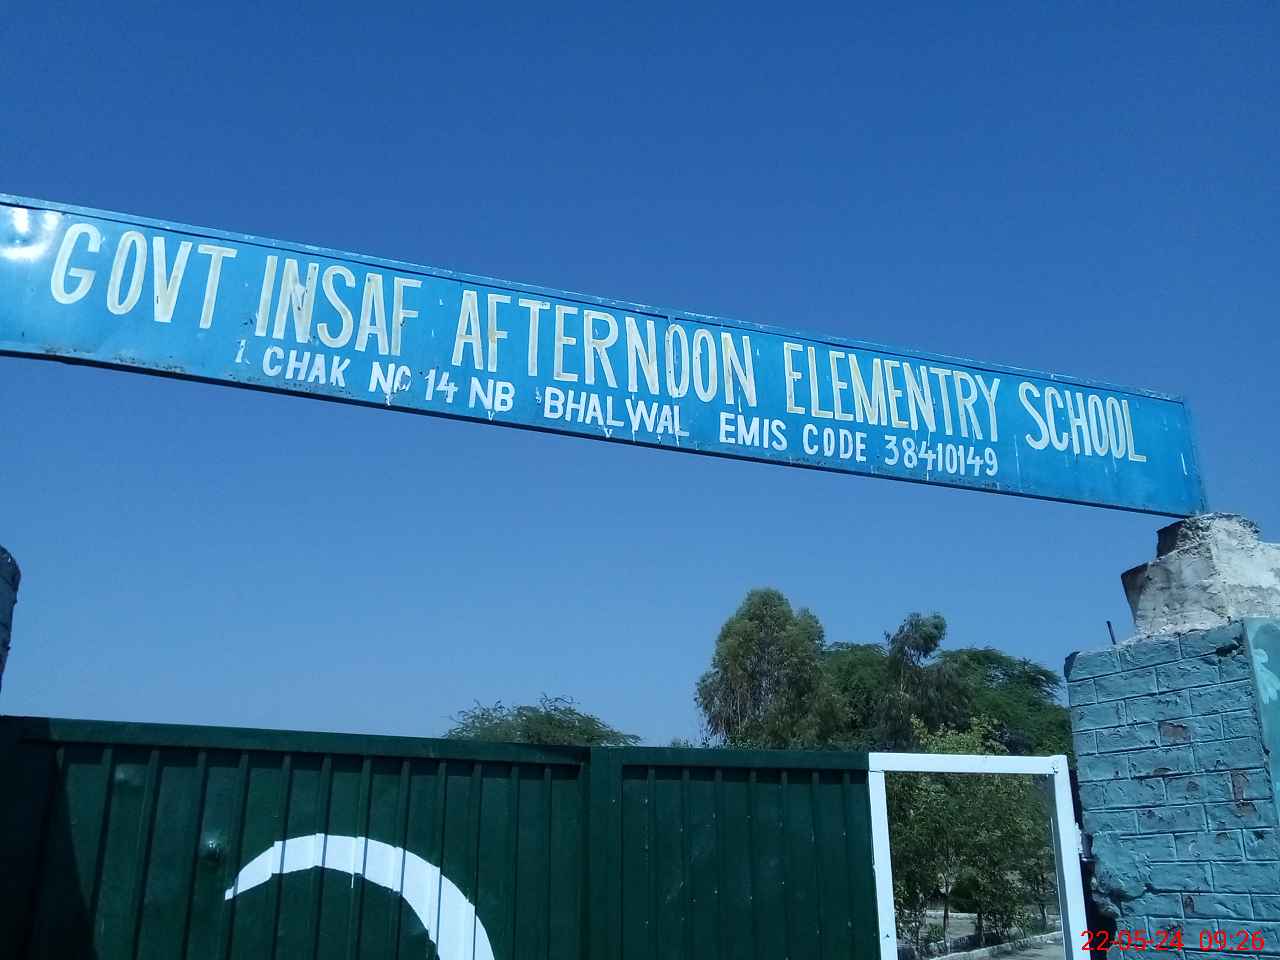 GOVT INSAF AFTERNOON ELEMENTRY SCHOOL
CHAK NO 14 NB BHALWAL EMIS CODE 38410149
22-05-24 09:26